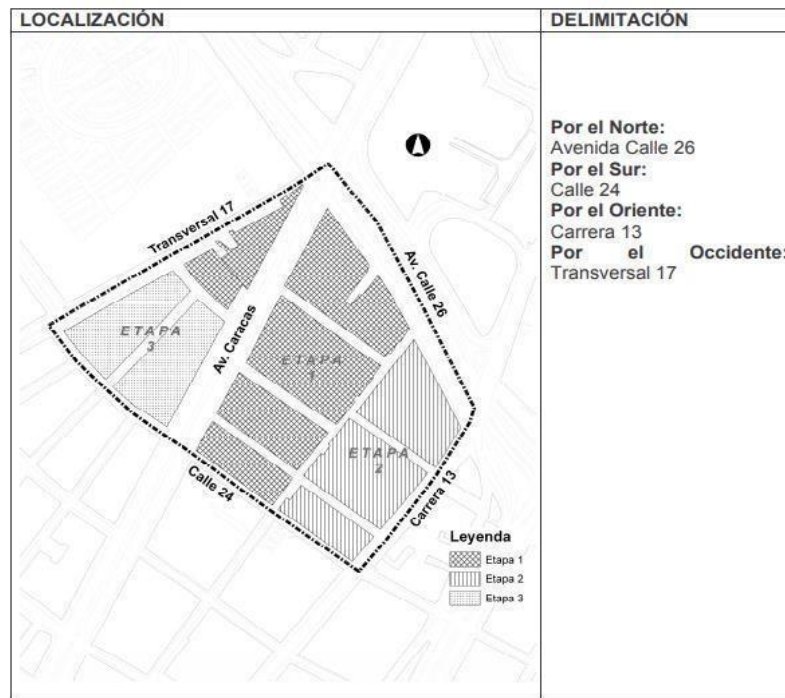 LOCALIZACIÓN
DELIMITACIÓN
Por el Norte:
Avenida Calle 26
Por el Sur:
Calle 24
Por el Oriente:
Carrera 13
Por el Occidente:
Transversal 17
Transversal 17
Av. Calle 26
Av. Caracas
ETAPA
3
ETAPA
1
ETAPA
2
Calle 24
Carrera 13
Leyenda
Etapa 1
Etapa 2
Etapa 3